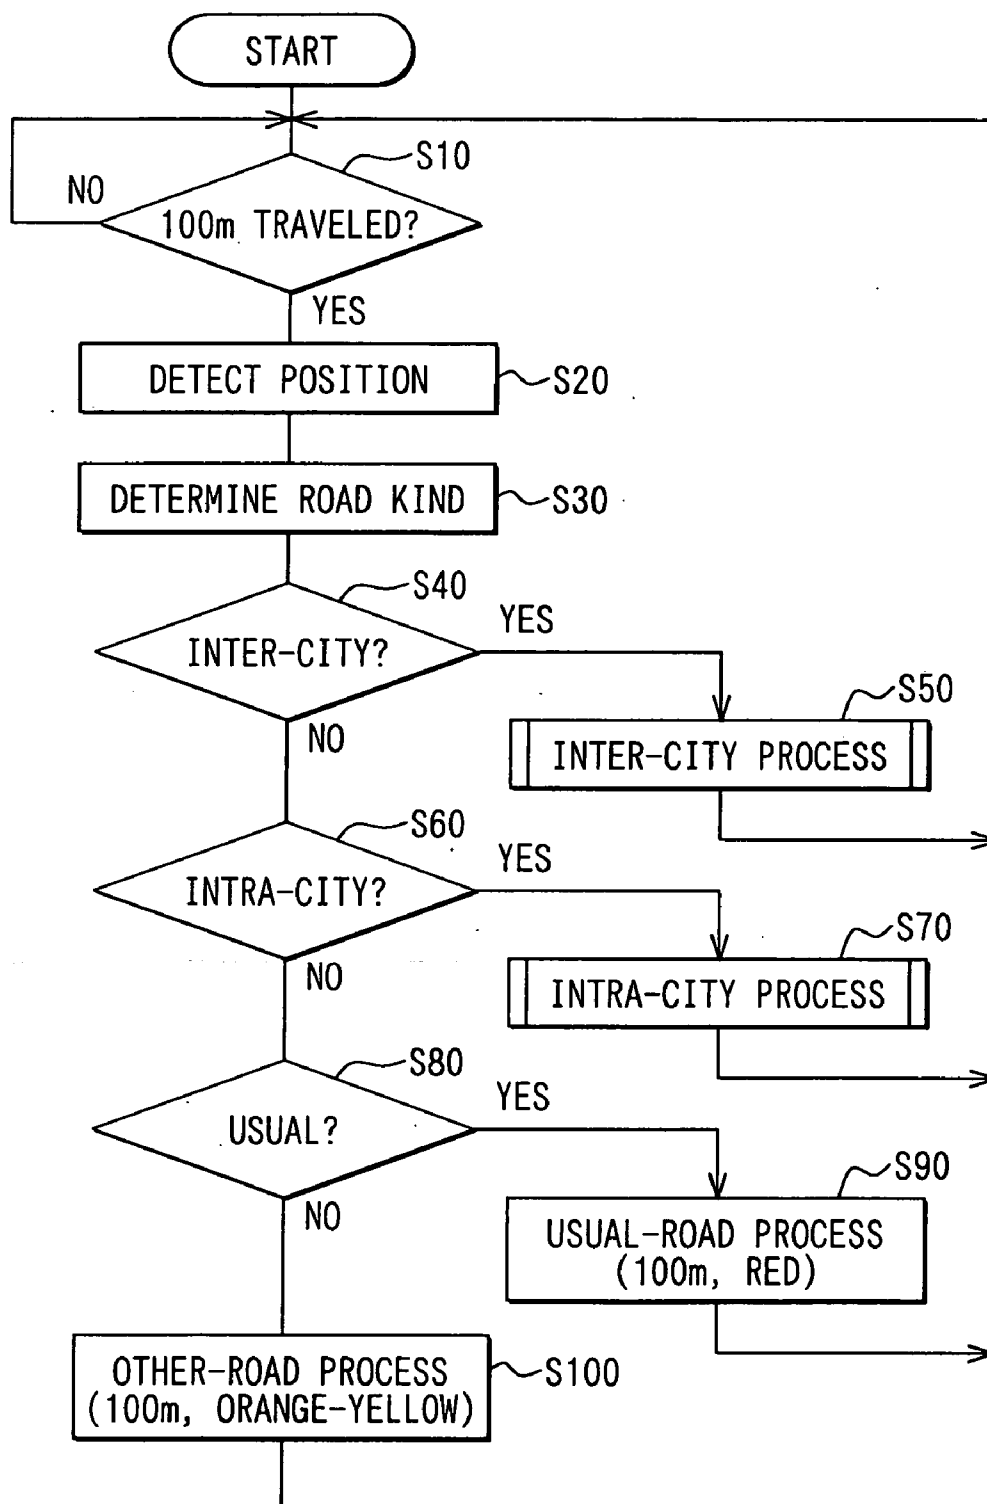 START
S10
NO
100m TRAVELED?
YES
DETECT POSITION
S20
DETERMINE ROAD KIND
S30
S40
YES
INTER-CITY?
S50
NO
INTER-CITY PROCESS
S60
YES
INTRA-CITY?
S70
NO
INTRA-CITY PROCESS
S80
YES
USUAL?
S90
NO
USUAL-ROAD PROCESS
(100m, RED)
OTHER-ROAD PROCESS
(100m, ORANGE-YELLOW)
S100